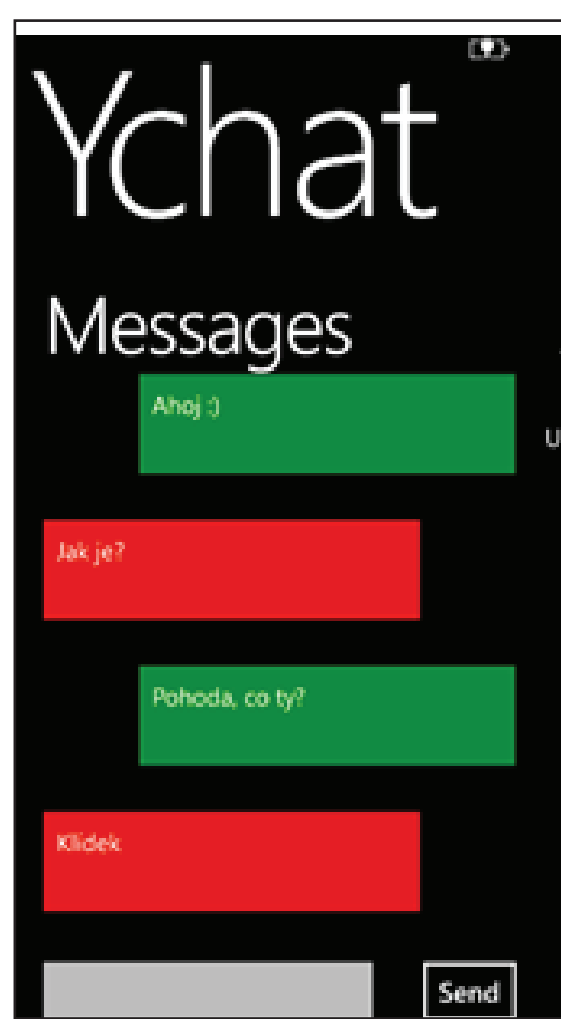 Ychat
Messages
Ahoj :)
U
Jak je?
Pohoda, co ty?
Klidek
Send